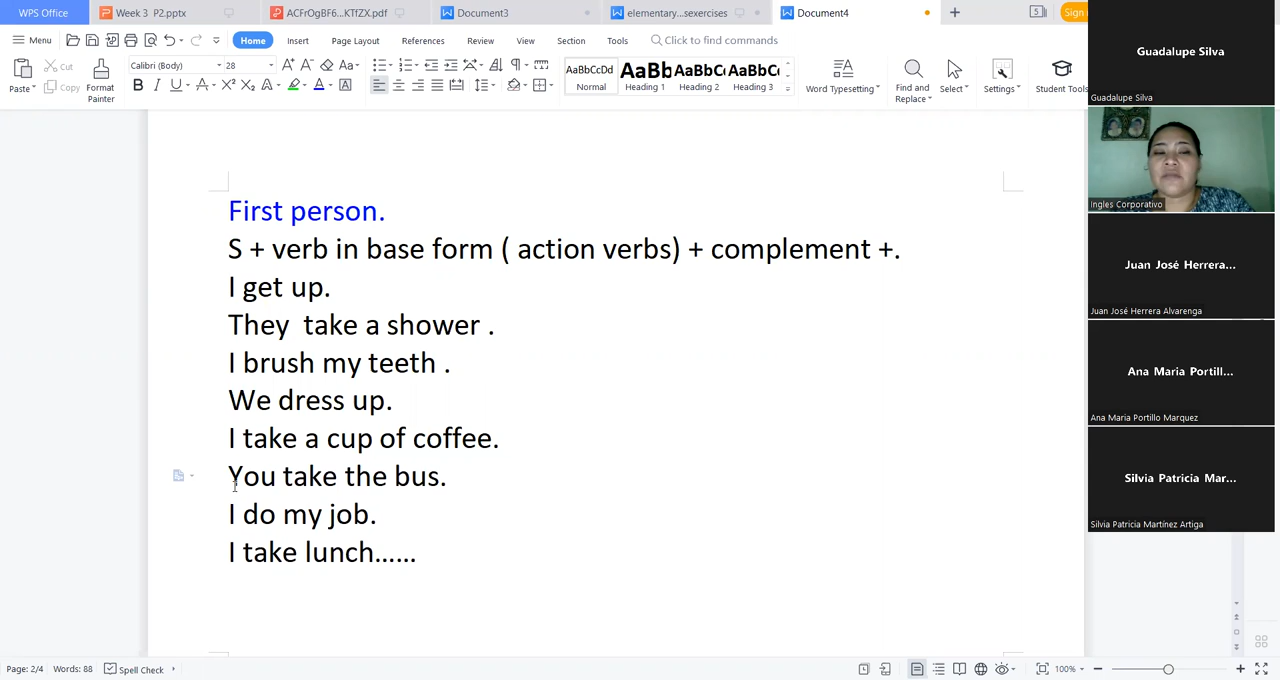 WPS Office
Week 3 P2.pptx
ACFrOgBF6...KTfZX.pdf
Document3
elementary...sexercises
Document4
5
Sign
Menu
Home
Insert
Page Layout
References
Review
View
Section
Tools
Click to find commands
Paste
Cut
Copy
Format Painter
Calibri (Body)
28
AaBbCcDd
Normal
AaBb
Heading 1
AaBbC
Heading 2
AaBbC
Heading 3
Word Typesetting
Find and Replace
Select
Settings
Student Tools
First person.
S + verb in base form ( action verbs) + complement +.
I get up.
They  take a shower .
I brush my teeth .
We dress up.
I take a cup of coffee.
You take the bus.
I do my job.
I take lunch......
Guadalupe Silva
Guadalupe Silva
Ingles Corporativo
Juan José Herrera...
Juan José Herrera Alvarenga
Ana Maria Portill...
Ana Maria Portillo Marquez
Silvia Patricia Mar...
Silvia Patricia Martínez Artiga
Page: 2/4
Words: 88
Spell Check
100%